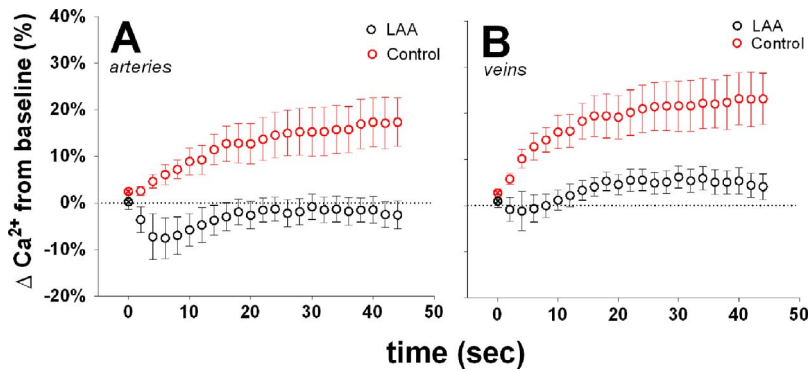 A
arteries
LAA
Control
B
veins
LAA
Control
40%
30%
20%
10%
0%
-10%
-20%
Δ Ca²⁺ from baseline (%)
0 10 20 30 40 50
0 10 20 30 40 50
time (sec)